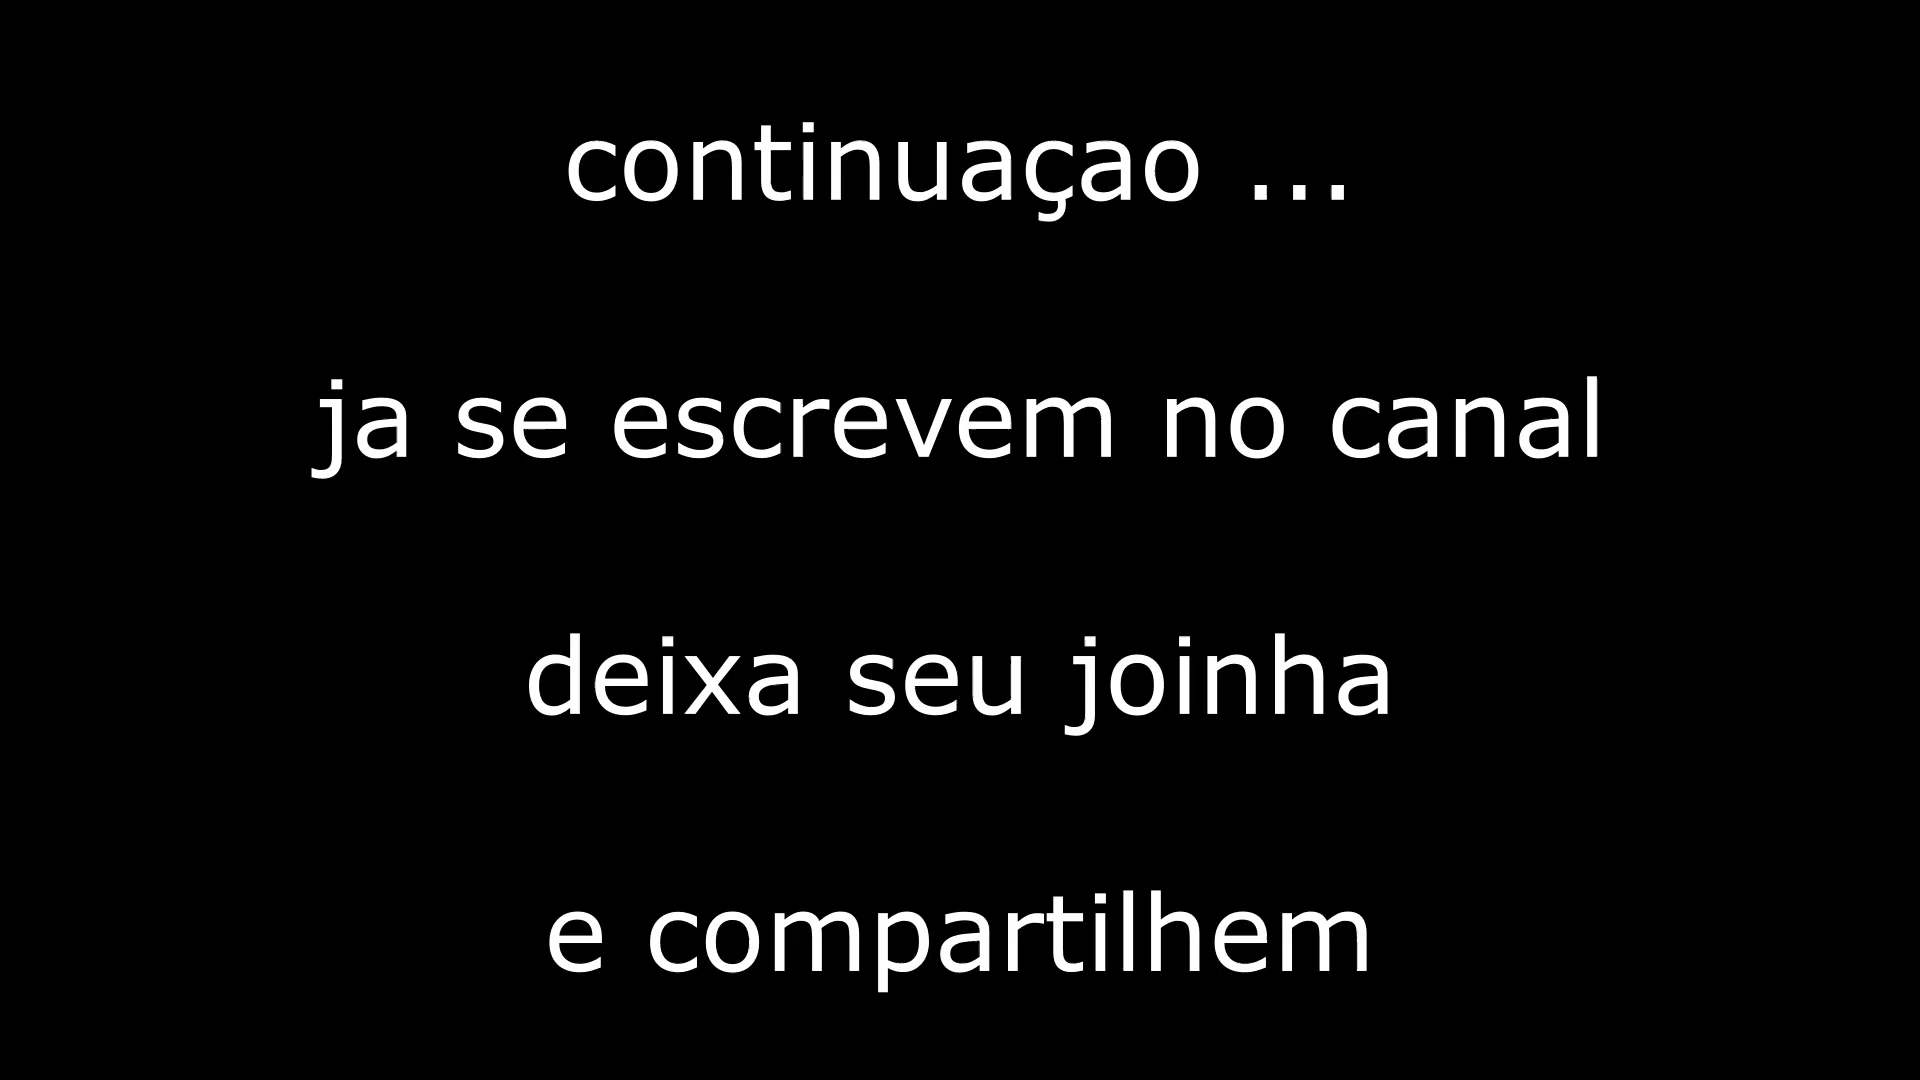 continuaçao ...
ja se escrevem no canal
deixa seu joinha
e compartilhem